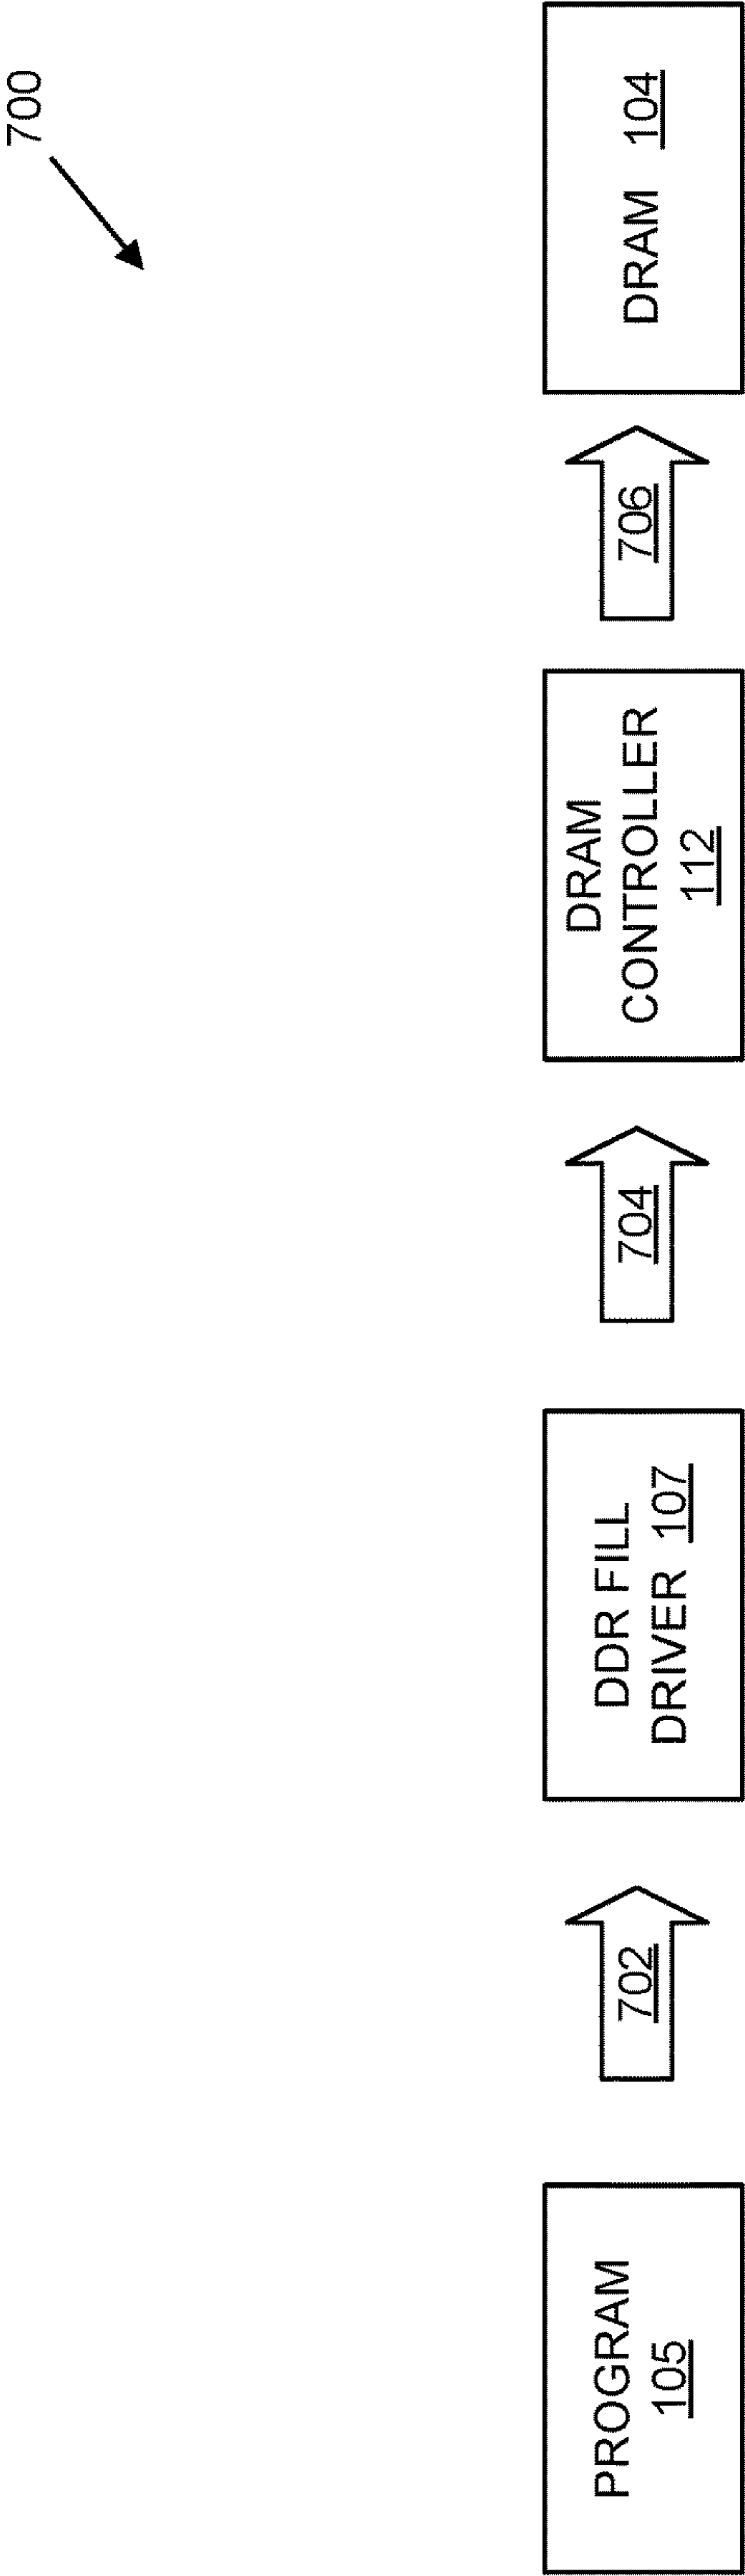 700
PROGRAM
105
702
DDR FILL
DRIVER 107
704
DRAM
CONTROLLER
112
706
DRAM 104